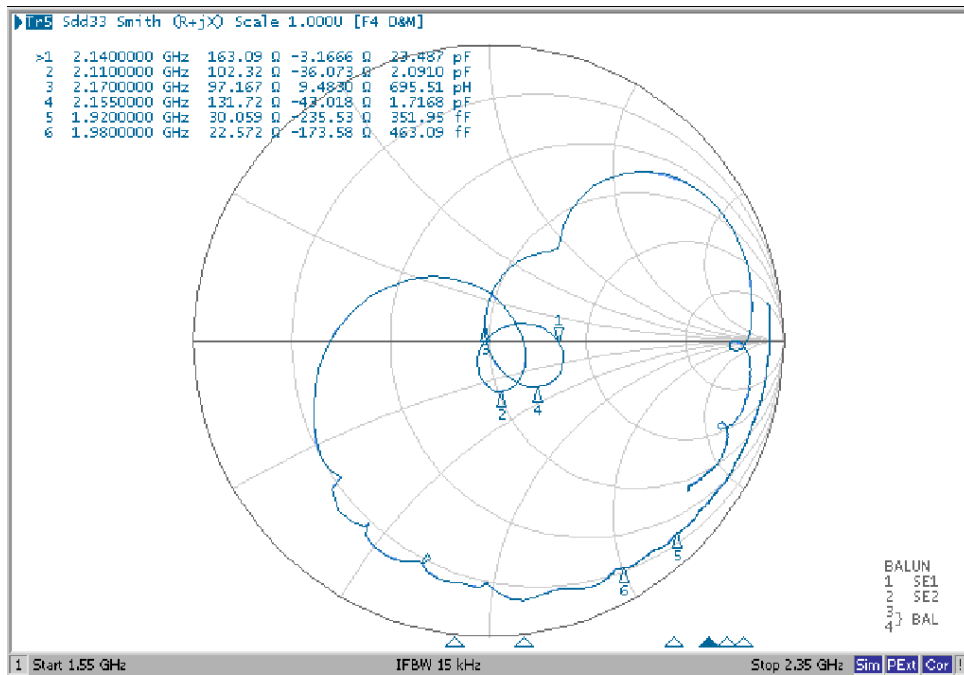 Tr5 Sdd33 Smith (R+jX) Scale 1.000U [F4 D&M]
>1 2.1400000 GHz 163.09 Ω -3.1666 Ω 23.487 pF
2 2.1100000 GHz 102.32 Ω -36.073 Ω 2.0910 pF
3 2.1700000 GHz 97.167 Ω 9.4830 Ω 695.51 pH
4 2.1550000 GHz 131.72 Ω -43.018 Ω 1.7168 pF
5 1.9200000 GHz 30.059 Ω -235.53 Ω 351.95 fF
6 1.9800000 GHz 22.572 Ω -173.58 Ω 463.09 fF
1
3
2
4
5
6
BALUN
1 SE1
2 SE2
3
4} BAL
1 Start 1.55 GHz IFBW 15 kHz Stop 2.35 GHz Sim PExt Cor !